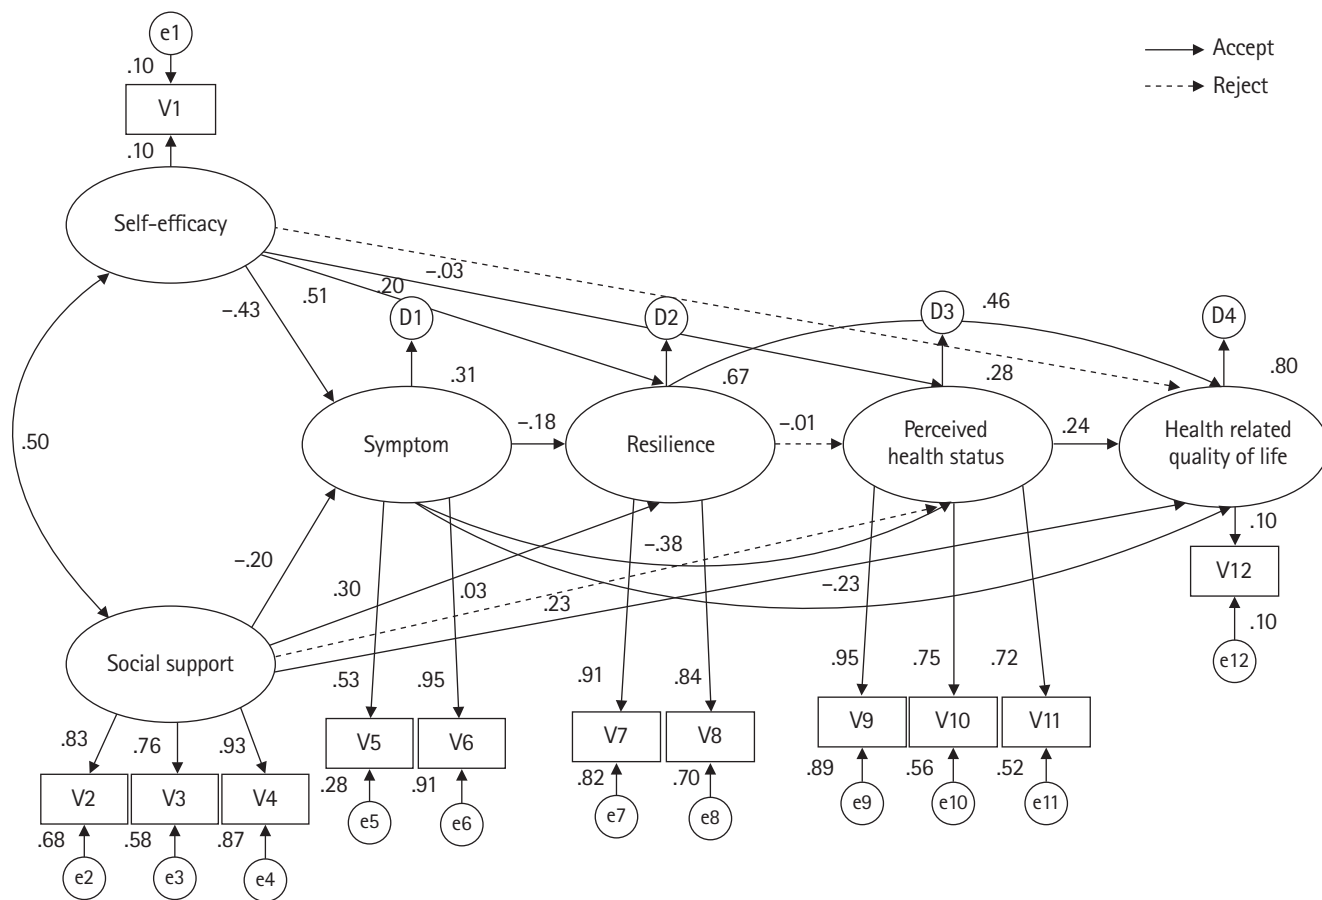 e1
.10
V1
.10
Self-efficacy
Accept
Reject
−.43
.51
.20
−.03
.46
D1
D2
D3
D4
.31
.67
.28
.80
.50
Symptom
−.18
Resilience
−.01
Perceived
health status
.24
Health related
quality of life
−.20
.30
.03
.23
−.38
−.23
.10
V12
.10
e12
Social support
.83
.76
.93
.53
.95
.91
.84
.95
.75
.72
V2
V3
V4
V5
V6
V7
V8
V9
V10
V11
.68
.58
.87
.28
.91
.82
.70
.89
.56
.52
e2
e3
e4
e5
e6
e7
e8
e9
e10
e11